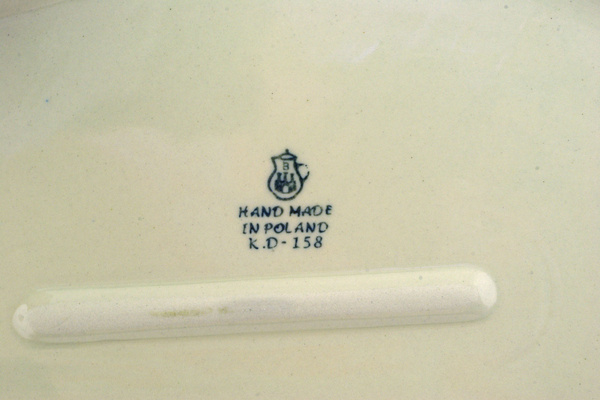 B
HAND MADE
IN POLAND
K.D-158